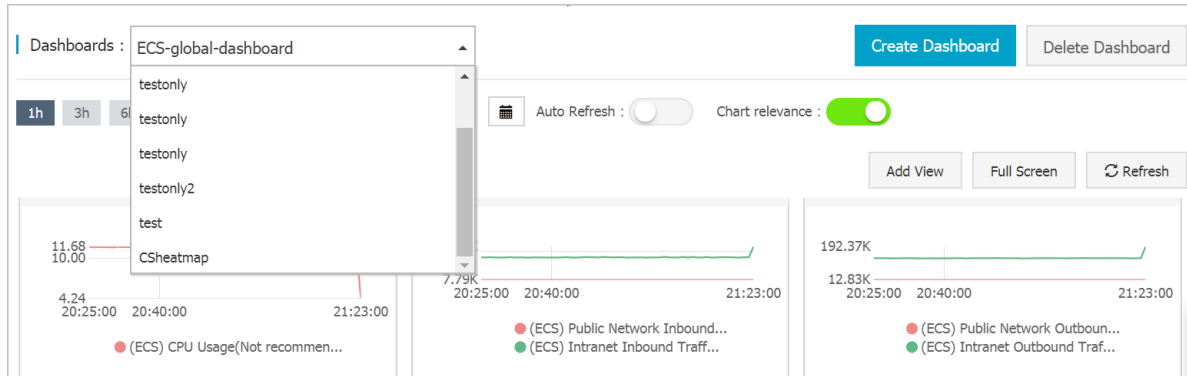 Dashboards : ECS-global-dashboard
Create Dashboard
Delete Dashboard
testonly
1h 3h
testonly
Auto Refresh :
Chart relevance :
testonly
testonly2
test
CSheatmap
Add View
Full Screen
Refresh
11.68
10.00
4.24
20:25:00 20:40:00 21:23:00
(ECS) CPU Usage(Not recommen...
7.79K
20:25:00 20:40:00 21:23:00
(ECS) Public Network Inbound...
(ECS) Intranet Inbound Traff...
192.37K
12.83K
20:25:00 20:40:00 21:23:00
(ECS) Public Network Outboun...
(ECS) Intranet Outbound Traf...